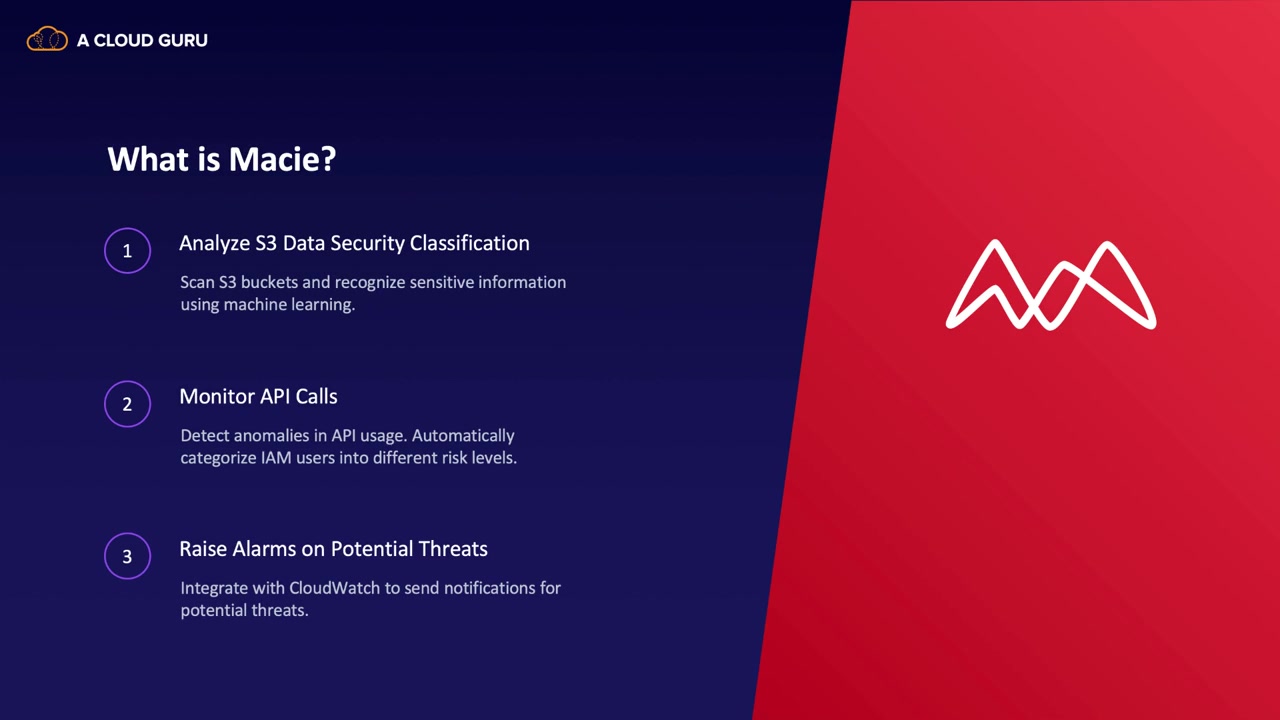 A CLOUD GURU
What is Macie?
1
Analyze S3 Data Security Classification
Scan S3 buckets and recognize sensitive information
using machine learning.
2
Monitor API Calls
Detect anomalies in API usage. Automatically
categorize IAM users into different risk levels.
3
Raise Alarms on Potential Threats
Integrate with CloudWatch to send notifications for
potential threats.